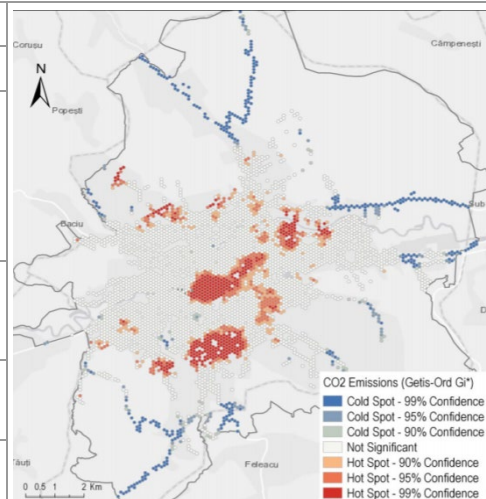 Corușu
Câmpenești
N
Popești
Baciu
Sub
D
CO2 Emissions (Getis-Ord Gi*)
Cold Spot - 99% Confidence
Cold Spot - 95% Confidence
Cold Spot - 90% Confidence
Not Significant
Hot Spot - 90% Confidence
Hot Spot - 95% Confidence
Hot Spot - 99% Confidence
Tăuți
Feleacu
0 0,5 1 2 Km